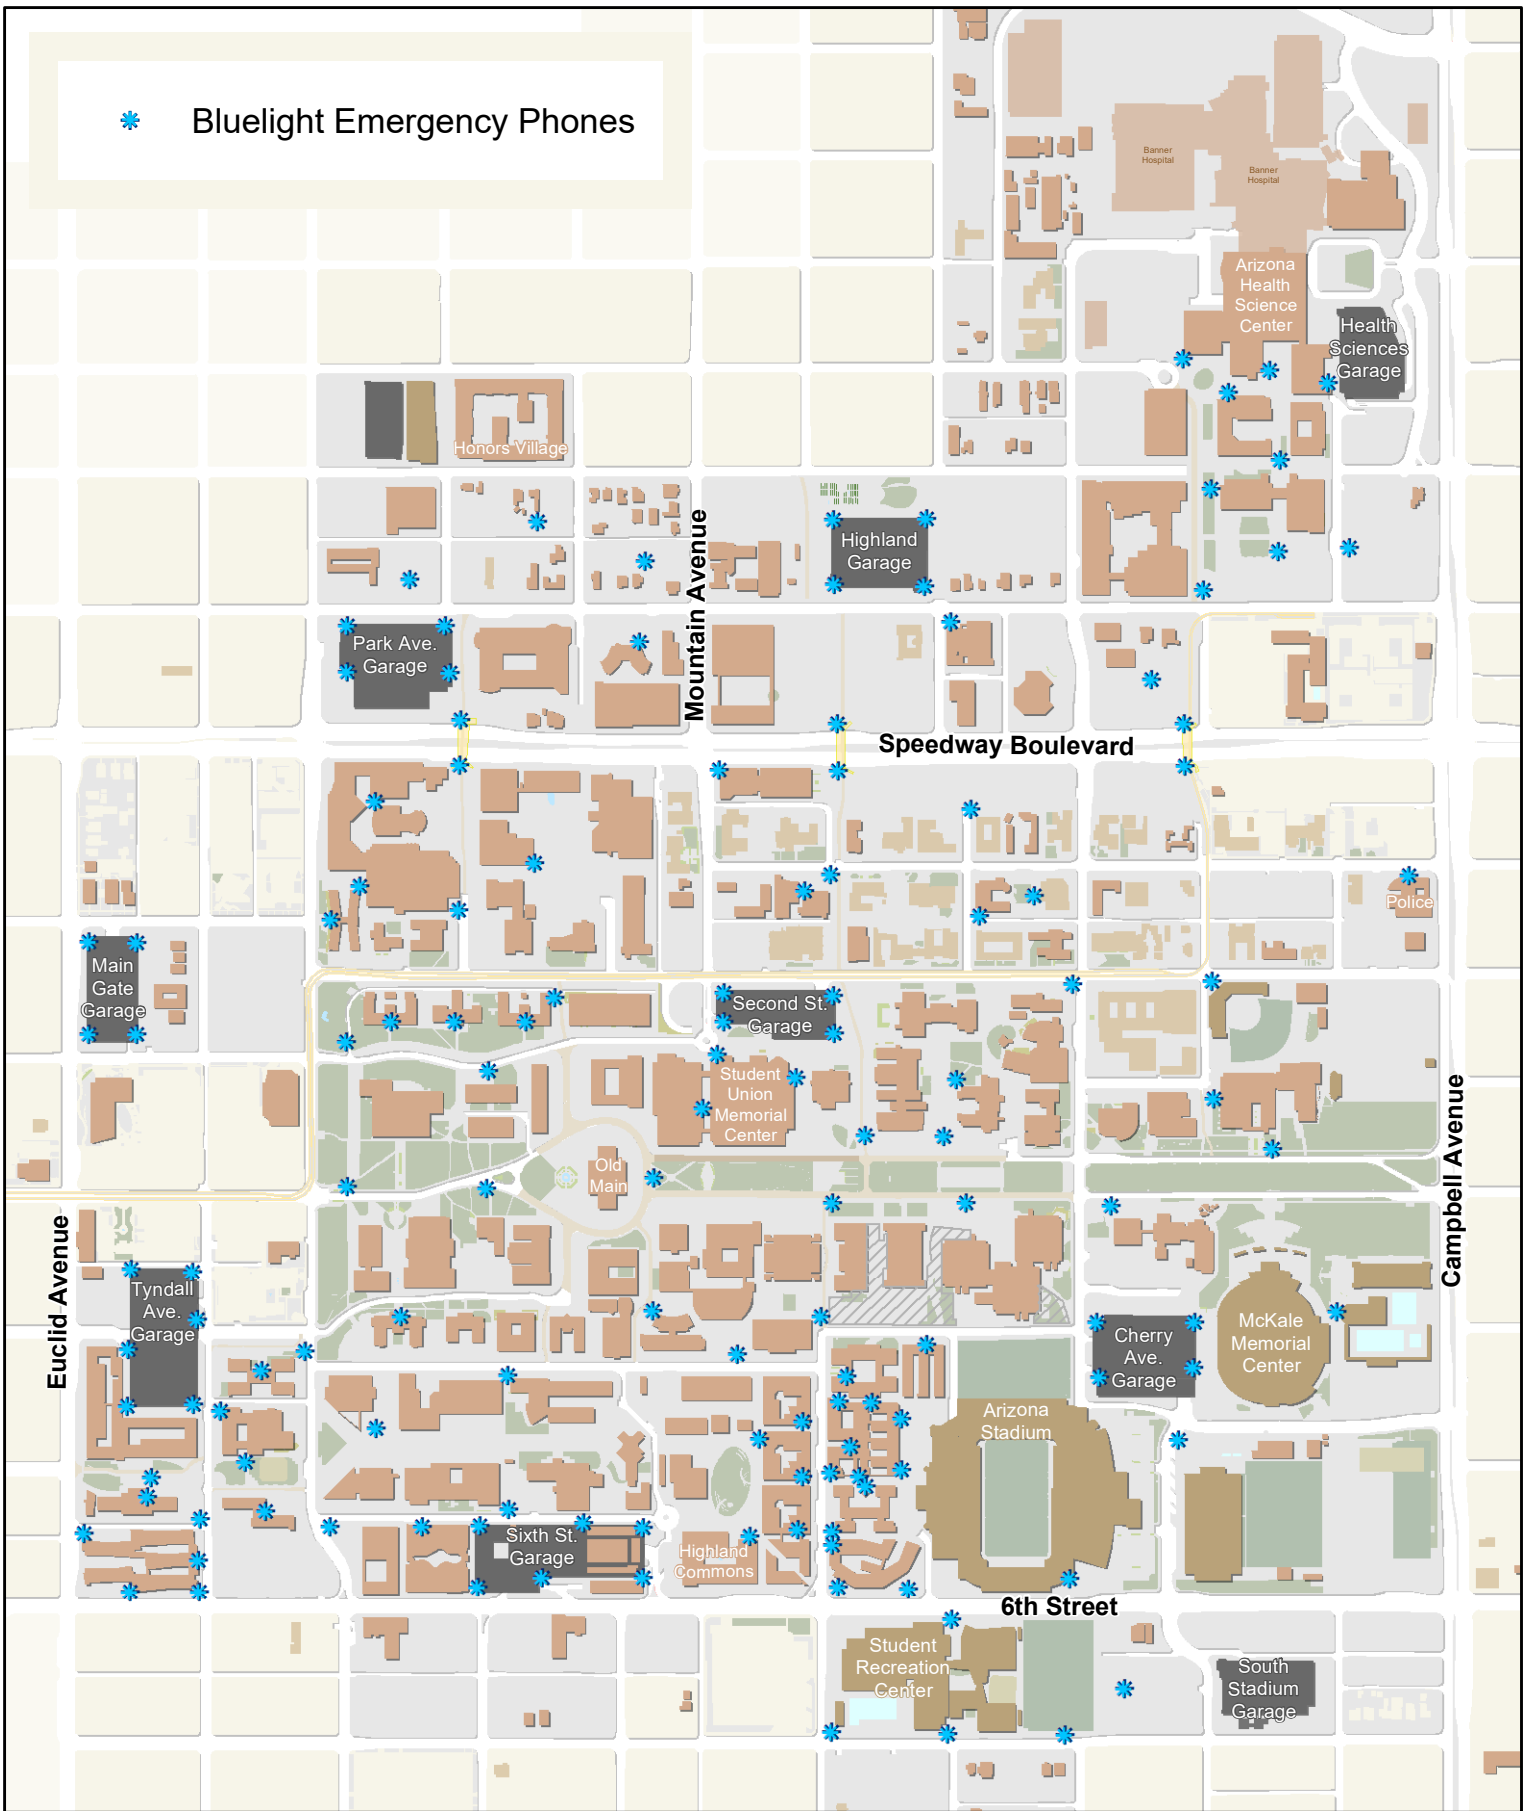 Bluelight Emergency Phones
Banner
Hospital
Banner
Hospital
Arizona
Health
Science
Center
Health
Sciences
Garage
Honors Village
Mountain Avenue
Highland
Garage
Park Ave.
Garage
Speedway Boulevard
Police
Main
Gate
Garage
Second St.
Garage
Student
Union
Memorial
Center
Old
Main
Campbell Avenue
Euclid Avenue
Tyndall
Ave.
Garage
Cherry
Ave.
Garage
McKale
Memorial
Center
Arizona
Stadium
Sixth St.
Garage
Highland
Commons
6th Street
Student
Recreation
Center
South
Stadium
Garage